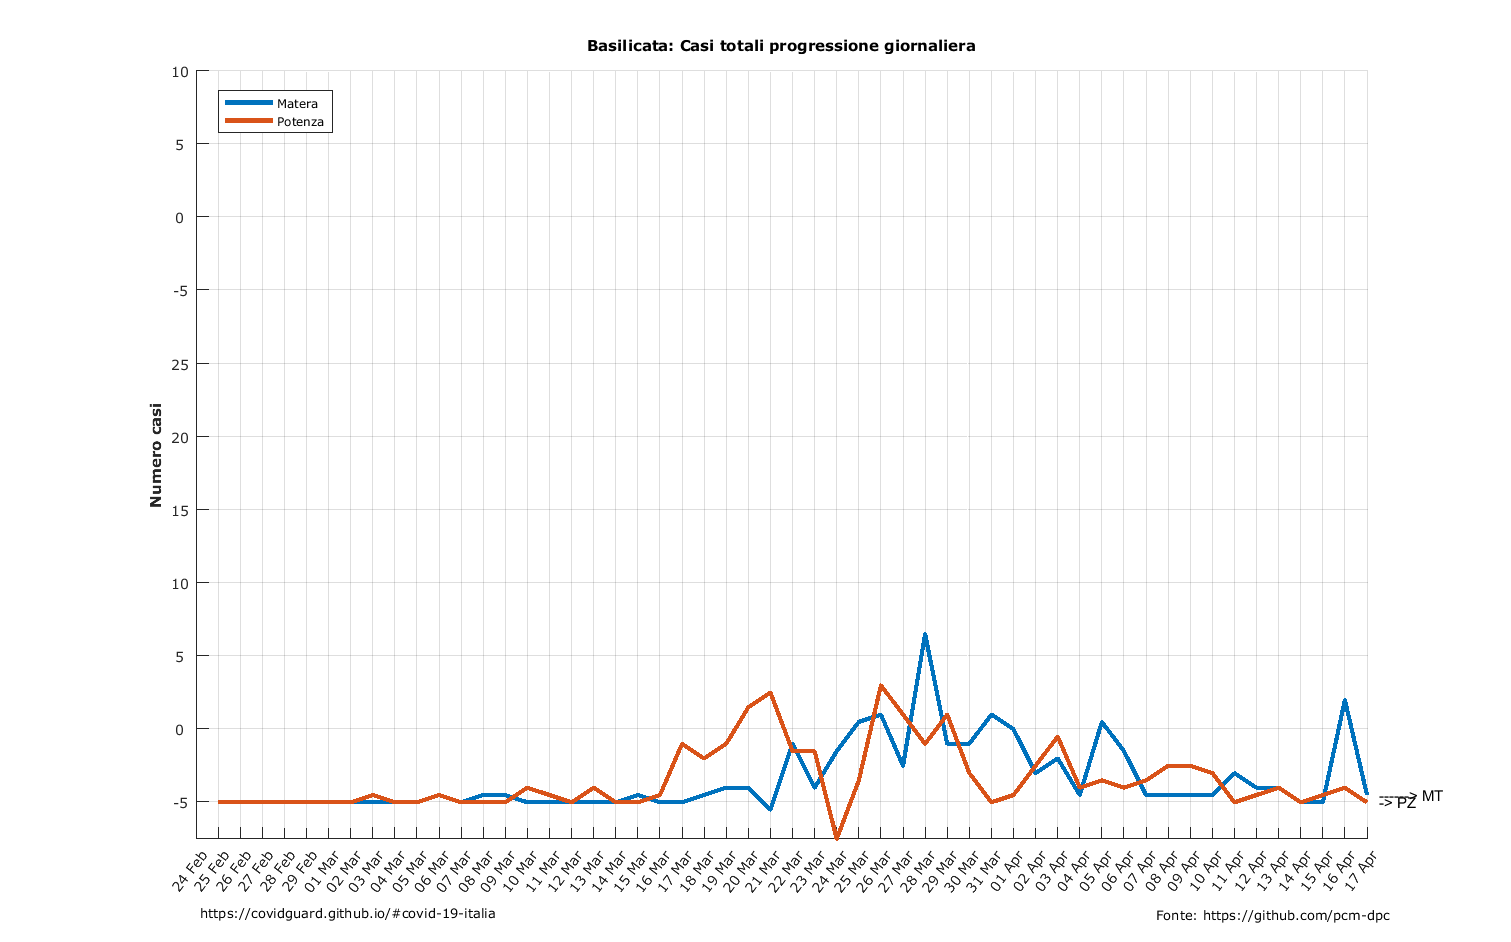 Basilicata: Casi totali progressione giornaliera
Matera
Potenza
10
5
0
-5
25
20
15
10
5
0
-5
Numero casi
-------> MT
-> PZ
24 Feb
25 Feb
26 Feb
27 Feb
28 Feb
29 Feb
01 Mar
02 Mar
03 Mar
04 Mar
05 Mar
06 Mar
07 Mar
08 Mar
09 Mar
10 Mar
11 Mar
12 Mar
13 Mar
14 Mar
15 Mar
16 Mar
17 Mar
18 Mar
19 Mar
20 Mar
21 Mar
22 Mar
23 Mar
24 Mar
25 Mar
26 Mar
27 Mar
28 Mar
29 Mar
30 Mar
31 Mar
01 Apr
02 Apr
03 Apr
04 Apr
05 Apr
06 Apr
07 Apr
08 Apr
09 Apr
10 Apr
11 Apr
12 Apr
13 Apr
14 Apr
15 Apr
16 Apr
17 Apr
https://covidguard.github.io/#covid-19-italia
Fonte: https://github.com/pcm-dpc